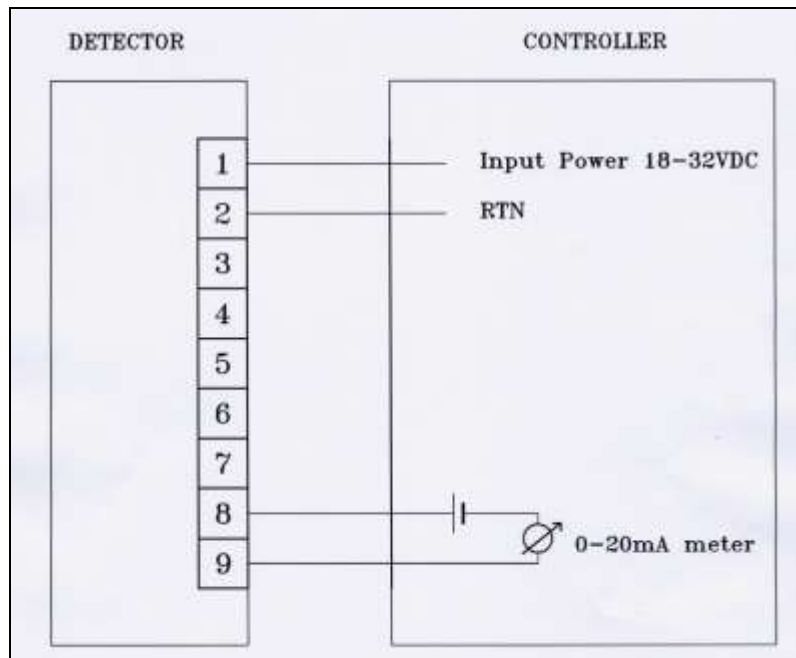 DETECTOR
CONTROLLER
1
Input Power 18-32VDC
2
RTN
3
4
5
6
7
8
9
0-20mA meter